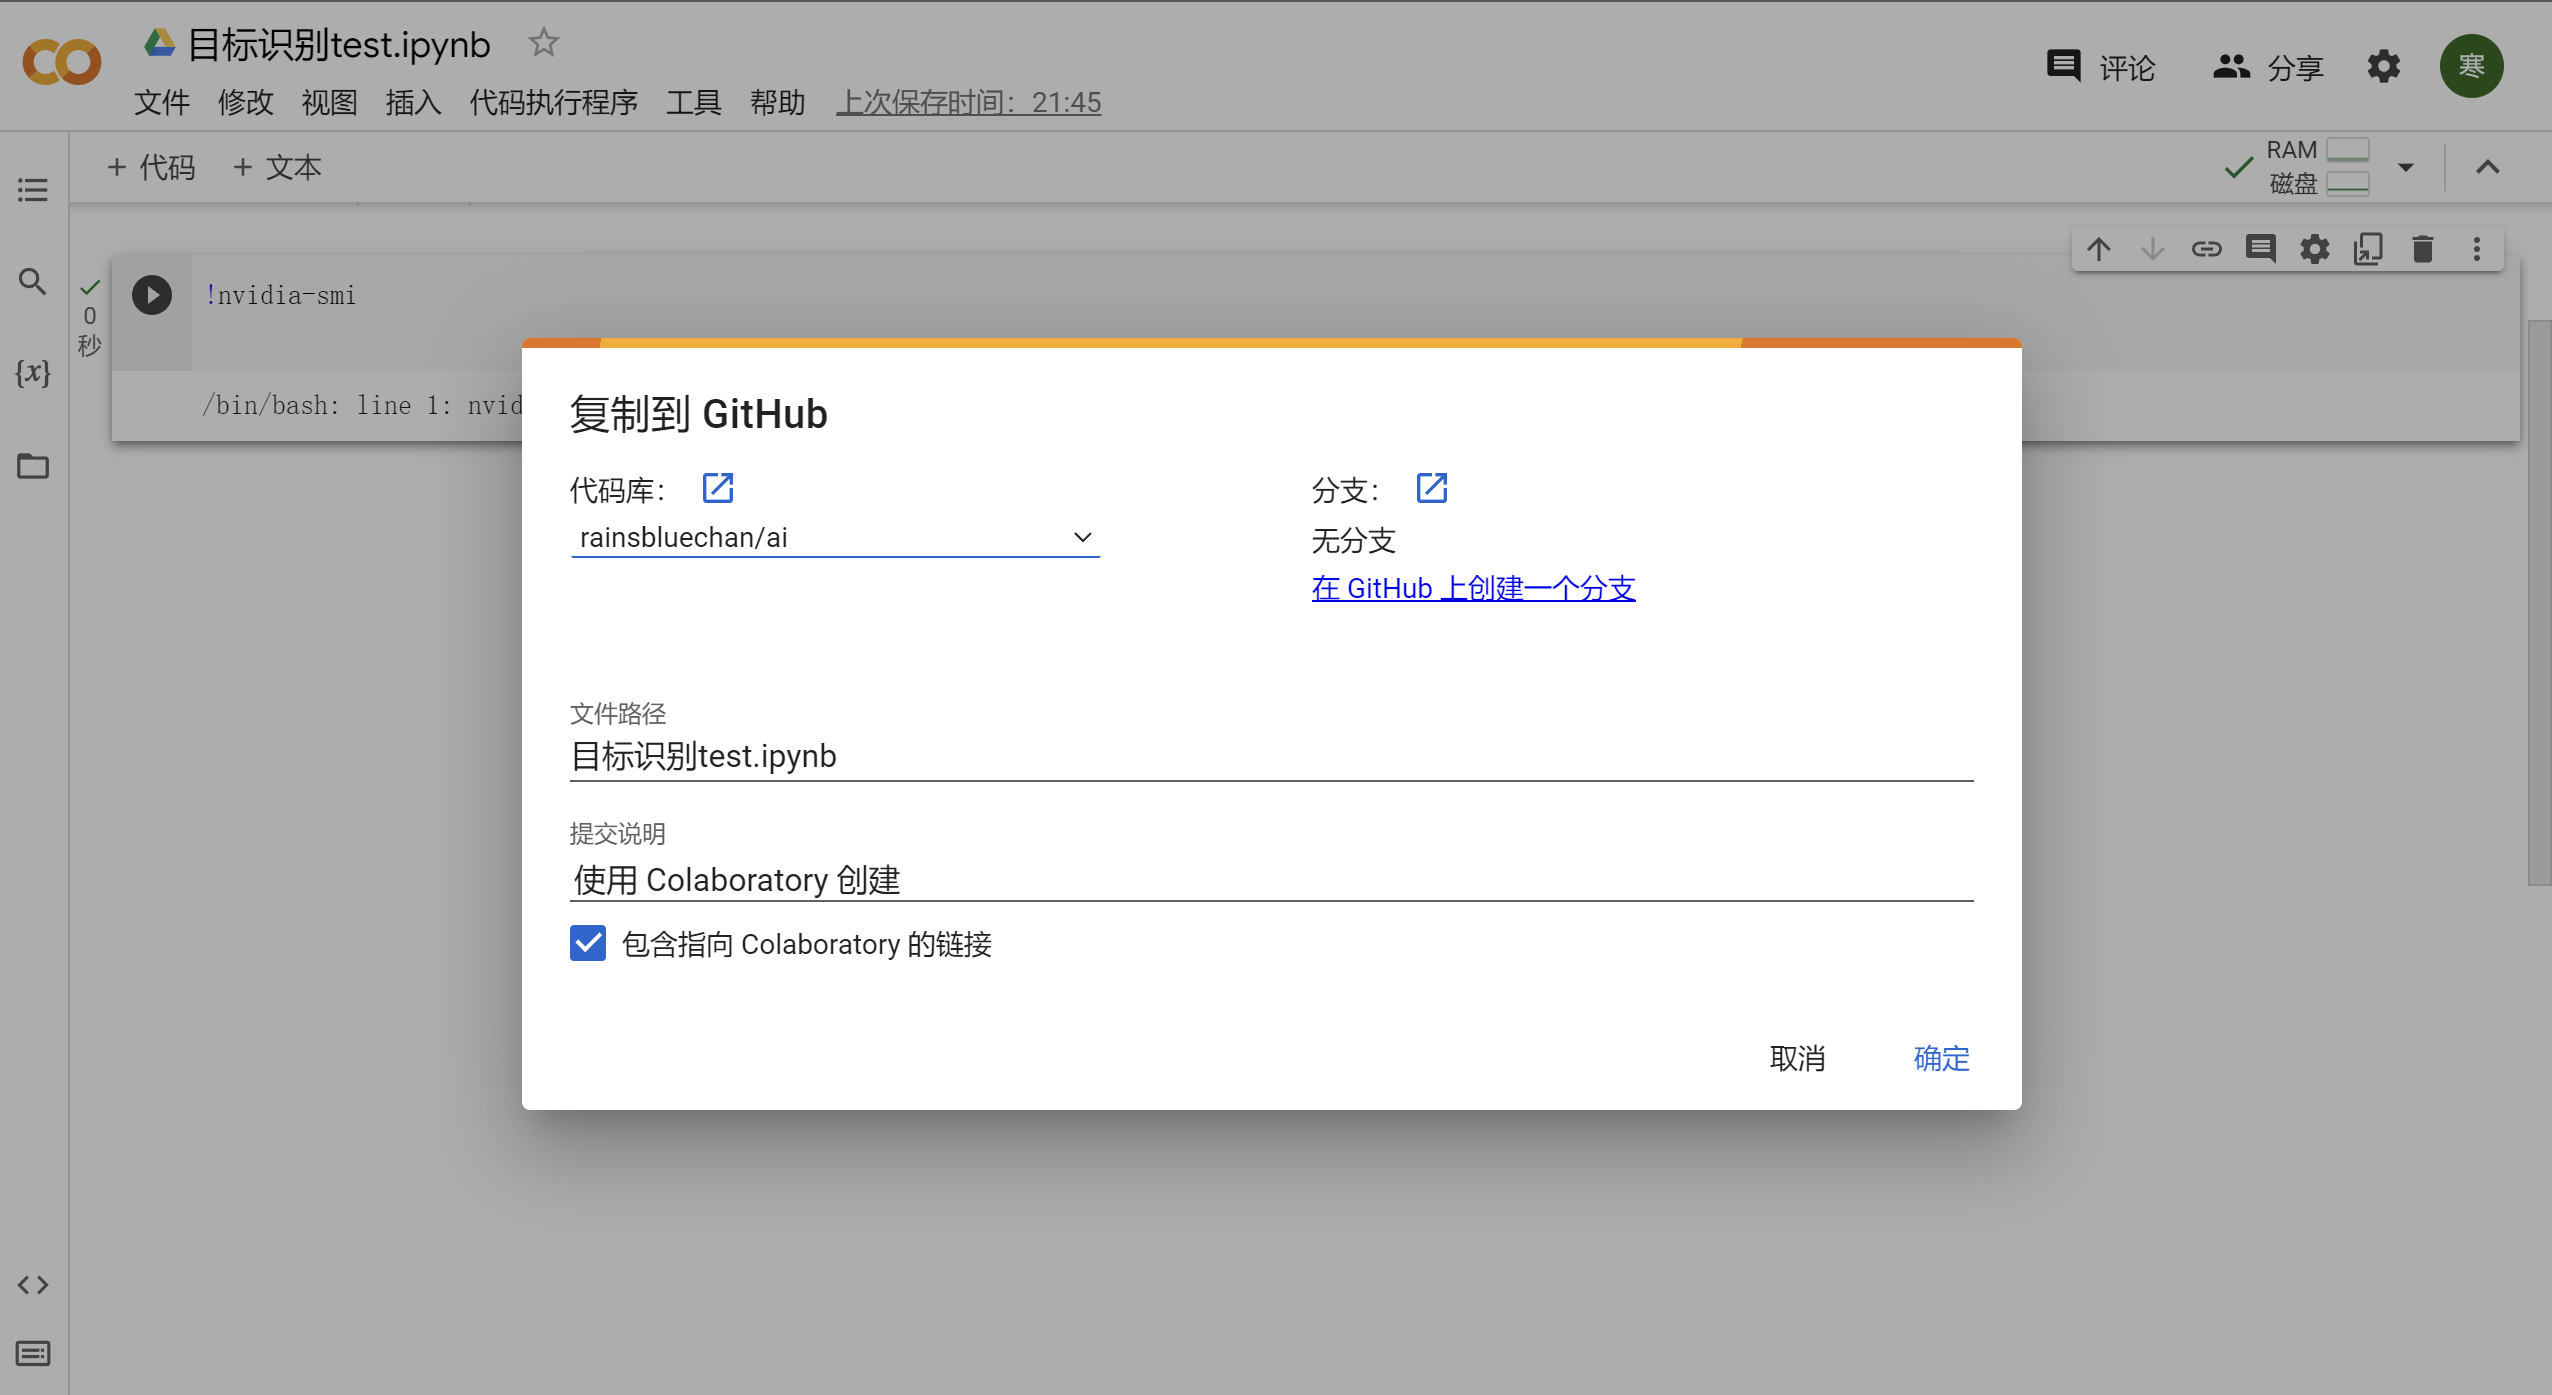 目标识别test.ipynb
评论
分享
寒
文件 修改 视图 插入 代码执行程序 工具 帮助 上次保存时间：21:45
+ 代码 + 文本
RAM
磁盘
!nvidia-smi
0
秒
{x}
/bin/bash: line 1: nvid
复制到 GitHub
代码库：
分支：
rainsbluechan/ai
无分支
在 GitHub 上创建一个分支
文件路径
目标识别test.ipynb
提交说明
使用 Colaboratory 创建
包含指向 Colaboratory 的链接
取消
确定